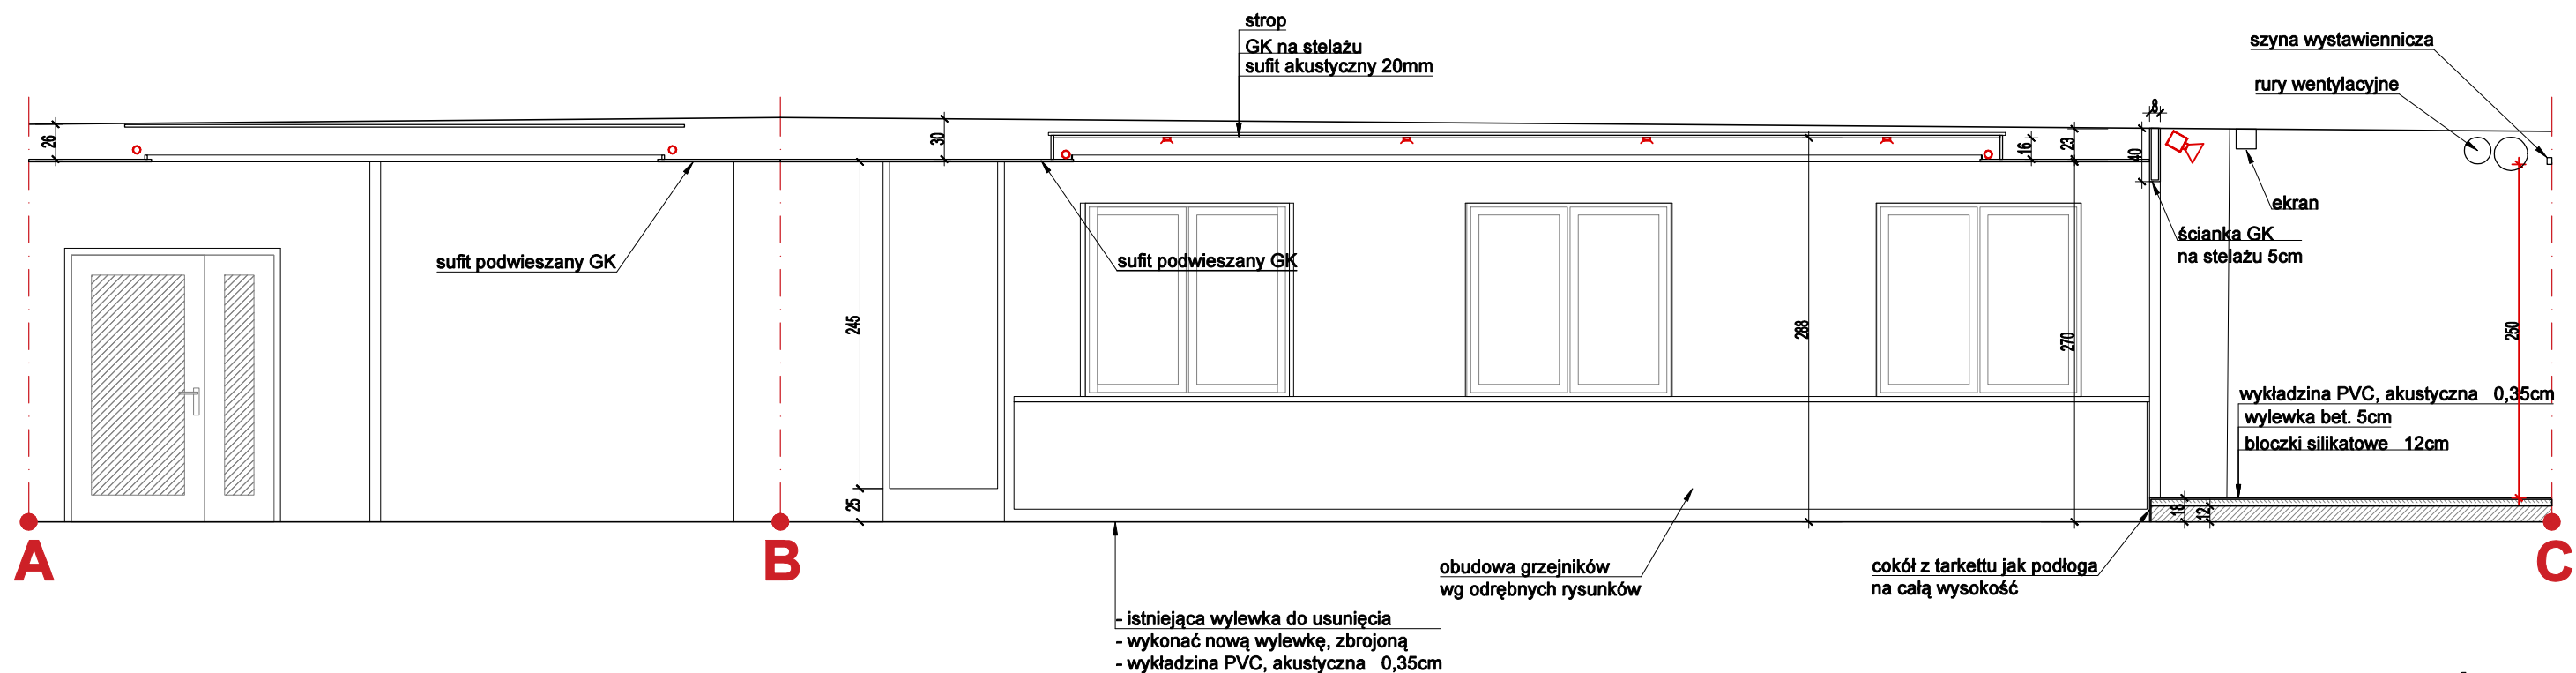 strop
GK na stelażu
sufit akustyczny 20mm
szyna wystawiennicza
rury wentylacyjne
8
26
30
16
23
40
ekran
ścianka GK
na stelażu 5cm
sufit podwieszany GK
sufit podwieszany GK
245
288
270
250
wykładzina PVC, akustyczna 0,35cm
wylewka bet. 5cm
bloczki silikatowe 12cm
25
18
12
A
B
C
obudowa grzejników
wg odrębnych rysunków
cokół z tarkettu jak podłoga
na całą wysokość
- istniejąca wylewka do usunięcia
- wykonać nową wylewkę, zbrojoną
- wykładzina PVC, akustyczna 0,35cm